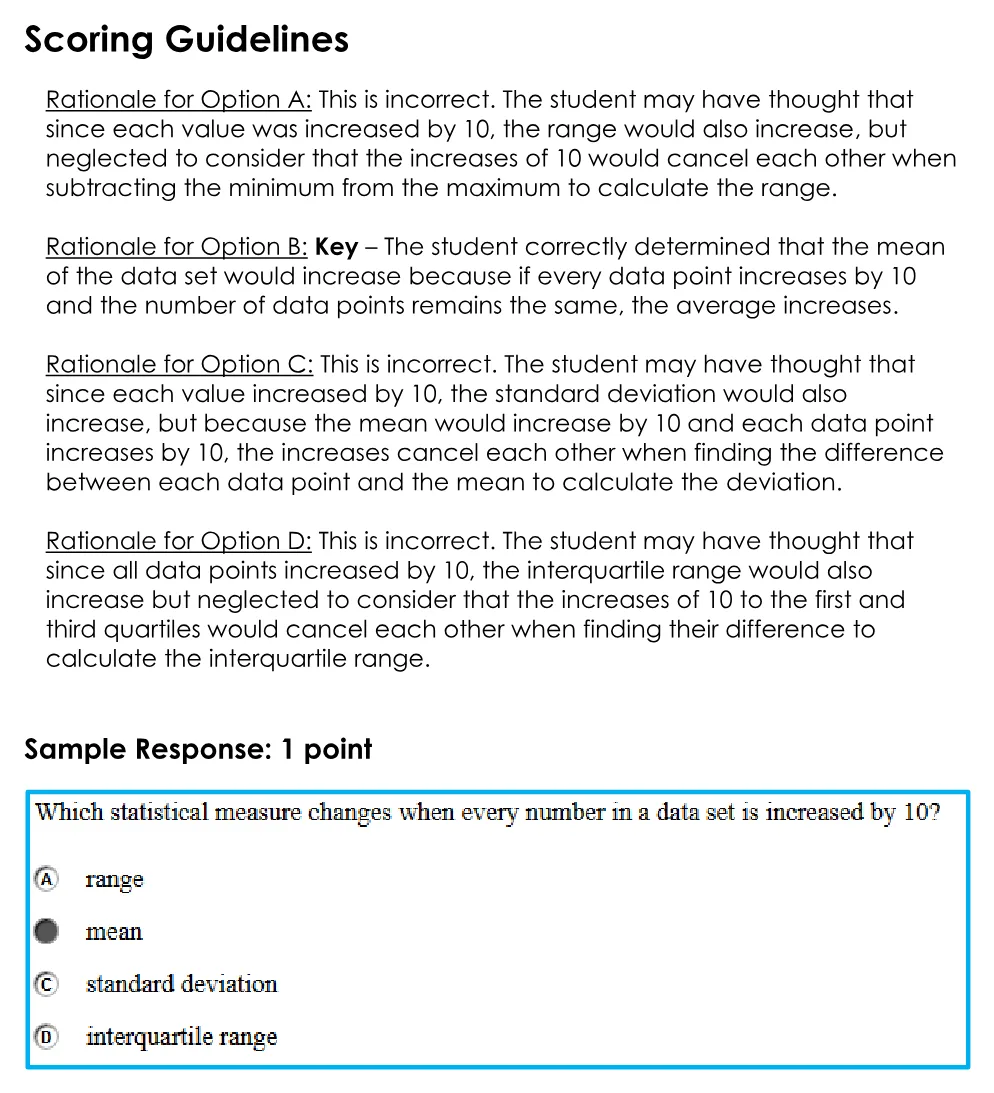 Scoring Guidelines
Rationale for Option A: This is incorrect. The student may have thought that
since each value was increased by 10, the range would also increase, but
neglected to consider that the increases of 10 would cancel each other when
subtracting the minimum from the maximum to calculate the range.
Rationale for Option B: Key – The student correctly determined that the mean
of the data set would increase because if every data point increases by 10
and the number of data points remains the same, the average increases.
Rationale for Option C: This is incorrect. The student may have thought that
since each value increased by 10, the standard deviation would also
increase, but because the mean would increase by 10 and each data point
increases by 10, the increases cancel each other when finding the difference
between each data point and the mean to calculate the deviation.
Rationale for Option D: This is incorrect. The student may have thought that
since all data points increased by 10, the interquartile range would also
increase but neglected to consider that the increases of 10 to the first and
third quartiles would cancel each other when finding their difference to
calculate the interquartile range.
Sample Response: 1 point
Which statistical measure changes when every number in a data set is increased by 10?
A range
mean
C standard deviation
D interquartile range